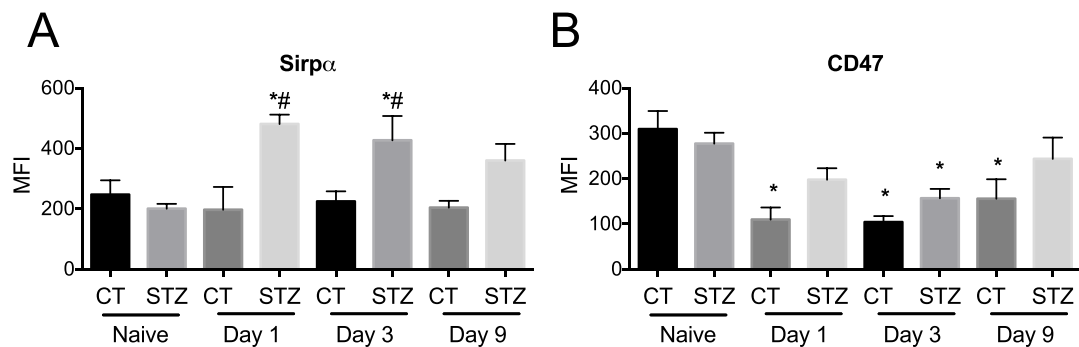 A
B
Sirpα
CD47
600
400
200
0
MFI
*#
*#
CT STZ CT STZ CT STZ CT STZ
Naive Day 1 Day 3 Day 9
400
300
200
100
0
MFI
* * * *
CT STZ CT STZ CT STZ CT STZ
Naive Day 1 Day 3 Day 9